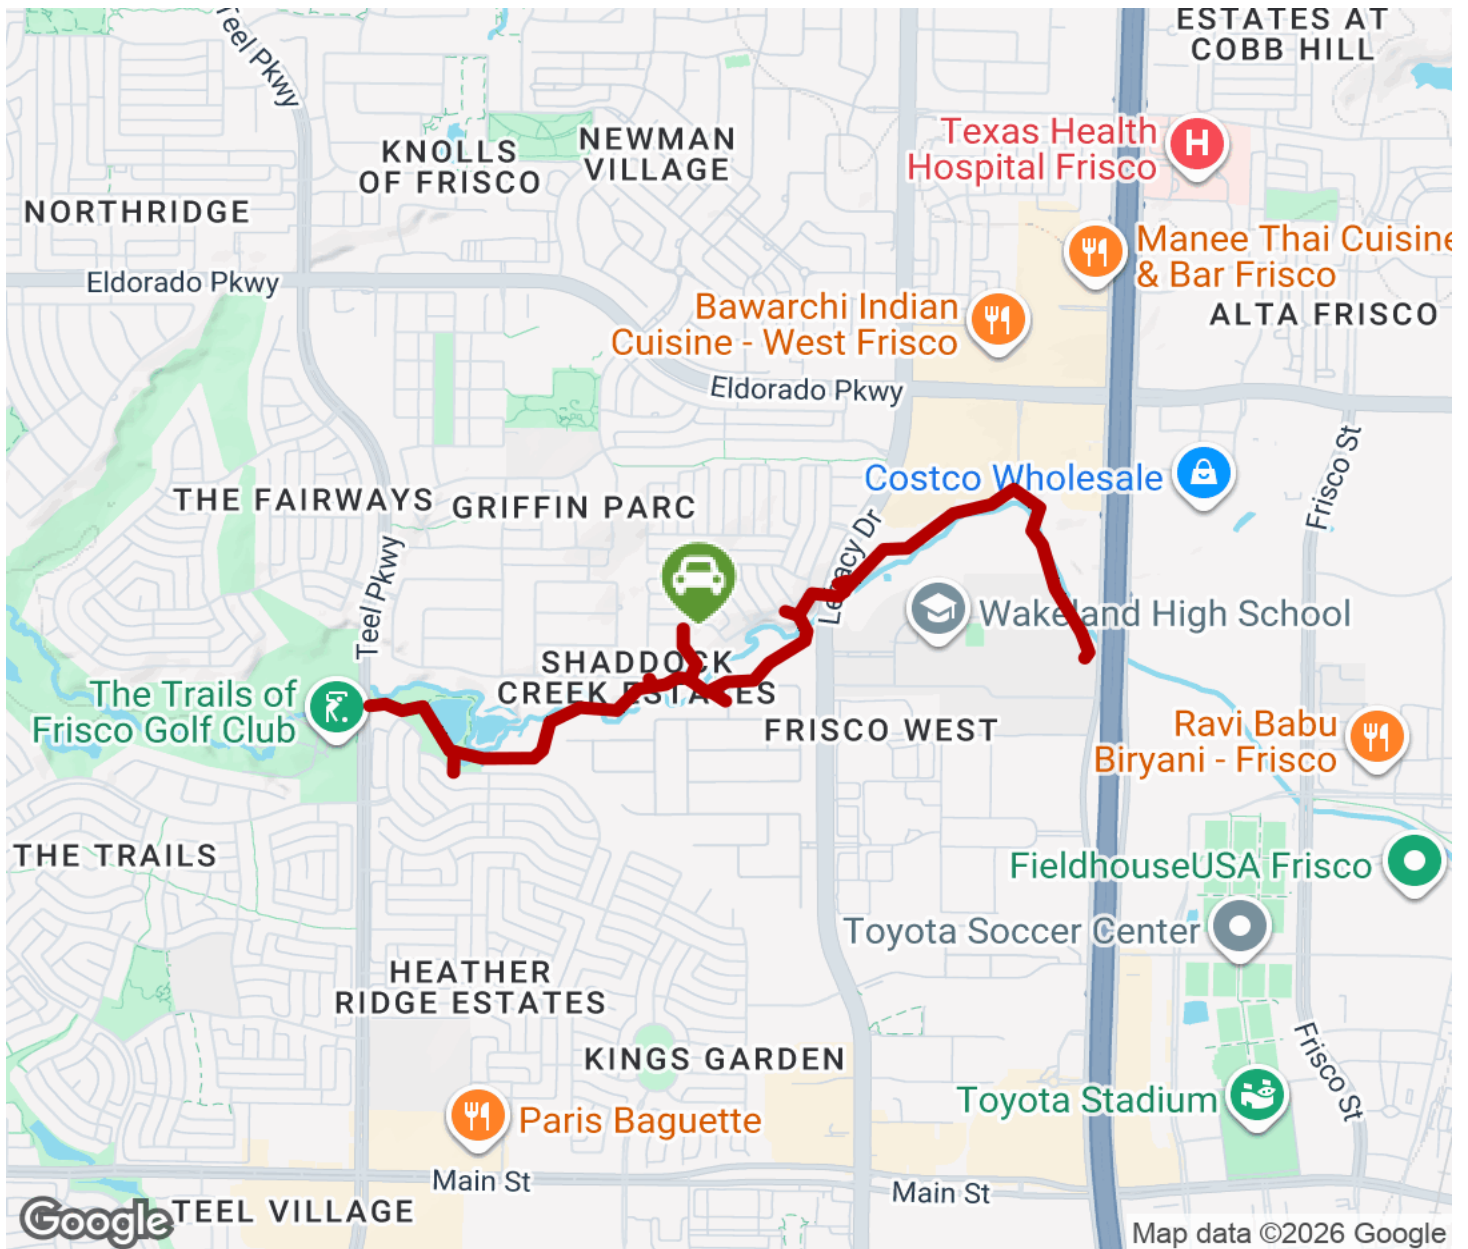 ESTATES AT
COBB HILL
Teel Pkwy
Texas Health
Hospital Frisco
H
KNOLLS
OF FRISCO
NEWMAN
VILLAGE
NORTHRIDGE
Manee Thai Cuisine
& Bar Frisco
Eldorado Pkwy
Bawarchi Indian
Cuisine - West Frisco
ALTA FRISCO
Eldorado Pkwy
Frisco St
Costco Wholesale
THE FAIRWAYS
GRIFFIN PARC
Legacy Dr
Teel Pkwy
Wakeland High School
SHADDOCK
CREEK ESTATES
The Trails of
Frisco Golf Club
FRISCO WEST
Ravi Babu
Biryani - Frisco
THE TRAILS
FieldhouseUSA Frisco
Toyota Soccer Center
HEATHER
RIDGE ESTATES
KINGS GARDEN
Frisco St
Toyota Stadium
Paris Baguette
Main St
Main St
TEEL VILLAGE
Google
Map data ©2026 Google